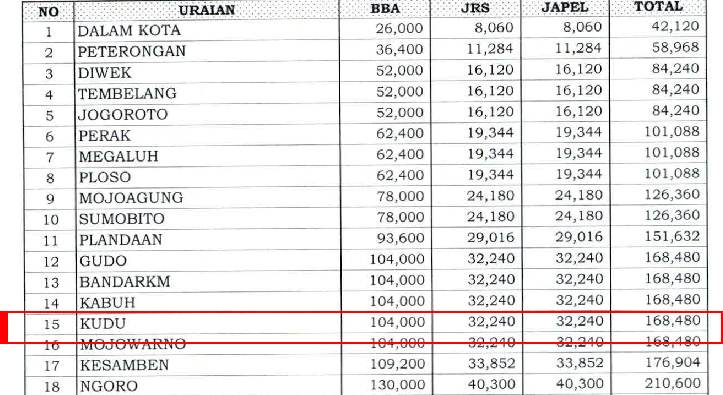 NO URAIAN BBA JRS JAPEL TOTAL
1 DALAM KOTA 26,000 8,060 8,060 42,120
2 PETERONGAN 36,400 11,284 11,284 58,968
3 DIWEK 52,000 16,120 16,120 84,240
4 TEMBELANG 52,000 16,120 16,120 84,240
5 JOGOROTO 52,000 16,120 16,120 84,240
6 PERAK 62,400 19,344 19,344 101,088
7 MEGALUH 62,400 19,344 19,344 101,088
8 PLOSO 62,400 19,344 19,344 101,088
9 MOJOAGUNG 78,000 24,180 24,180 126,360
10 SUMOBITO 78,000 24,180 24,180 126,360
11 PLANDAAN 93,600 29,016 29,016 151,632
12 GUDO 104,000 32,240 32,240 168,480
13 BANDARKM 104,000 32,240 32,240 168,480
14 KABUH 104,000 32,240 32,240 168,480
15 KUDU 104,000 32,240 32,240 168,480
16 MOJOWARNO 104,000 32,240 32,240 168,480
17 KESAMBEN 109,200 33,852 33,852 176,904
18 NGORO 130,000 40,300 40,300 210,600